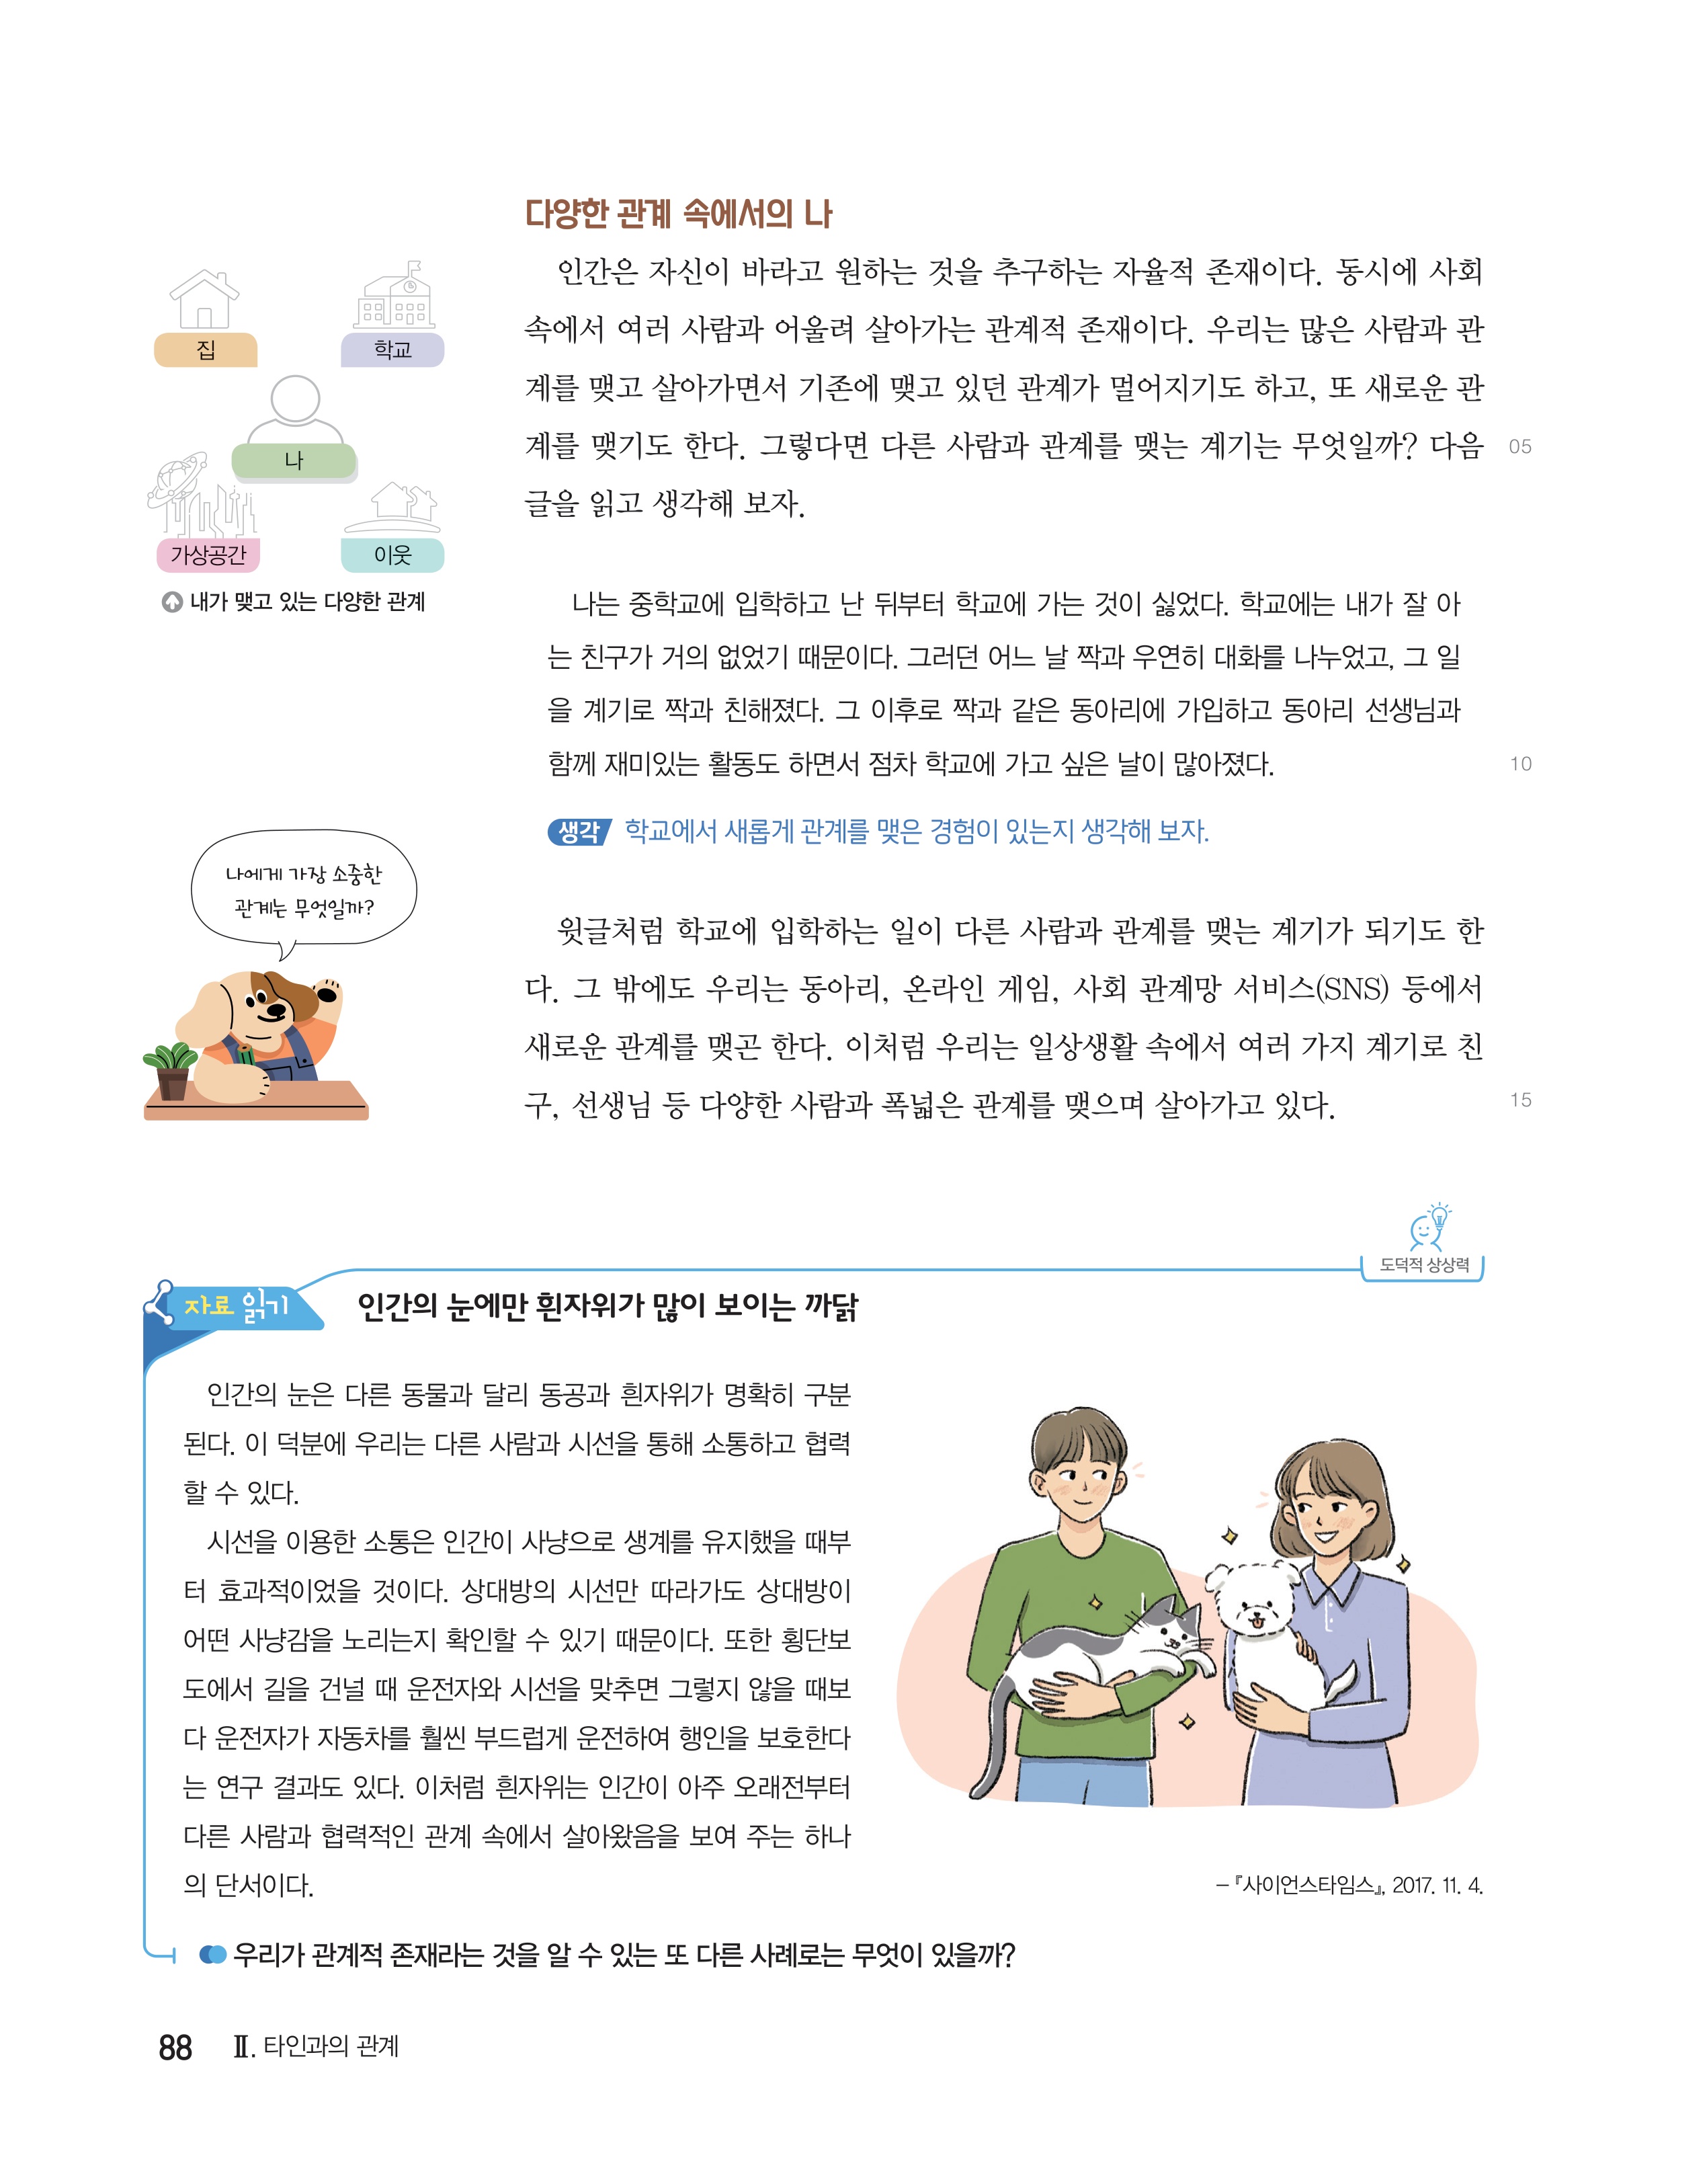 다양한 관계 속에서의 나
인간은 자신이 바라고 원하는 것을 추구하는 자율적 존재이다. 동시에 사회
속에서 여러 사람과 어울려 살아가는 관계적 존재이다. 우리는 많은 사람과 관
계를 맺고 살아가면서 기존에 맺고 있던 관계가 멀어지기도 하고, 또 새로운 관
계를 맺기도 한다. 그렇다면 다른 사람과 관계를 맺는 계기는 무엇일까? 다음
05
글을 읽고 생각해 보자.
집
학교
나
가상공간
이웃
내가 맺고 있는 다양한 관계
나는 중학교에 입학하고 난 뒤부터 학교에 가는 것이 싫었다. 학교에는 내가 잘 아
는 친구가 거의 없었기 때문이다. 그러던 어느 날 짝과 우연히 대화를 나누었고, 그 일
을 계기로 짝과 친해졌다. 그 이후로 짝과 같은 동아리에 가입하고 동아리 선생님과
함께 재미있는 활동도 하면서 점차 학교에 가고 싶은 날이 많아졌다.
10
생각 학교에서 새롭게 관계를 맺은 경험이 있는지 생각해 보자.
나에게 가장 소중한
관계는 무엇일까?
윗글처럼 학교에 입학하는 일이 다른 사람과 관계를 맺는 계기가 되기도 한
다. 그 밖에도 우리는 동아리, 온라인 게임, 사회 관계망 서비스(SNS) 등에서
새로운 관계를 맺곤 한다. 이처럼 우리는 일상생활 속에서 여러 가지 계기로 친
구, 선생님 등 다양한 사람과 폭넓은 관계를 맺으며 살아가고 있다.
15
도덕적 상상력
자료 읽기
인간의 눈에만 흰자위가 많이 보이는 까닭
인간의 눈은 다른 동물과 달리 동공과 흰자위가 명확히 구분
된다. 이 덕분에 우리는 다른 사람과 시선을 통해 소통하고 협력
할 수 있다.
시선을 이용한 소통은 인간이 사냥으로 생계를 유지했을 때부
터 효과적이었을 것이다. 상대방의 시선만 따라가도 상대방이
어떤 사냥감을 노리는지 확인할 수 있기 때문이다. 또한 횡단보
도에서 길을 건널 때 운전자와 시선을 맞추면 그렇지 않을 때보
다 운전자가 자동차를 훨씬 부드럽게 운전하여 행인을 보호한다
는 연구 결과도 있다. 이처럼 흰자위는 인간이 아주 오래전부터
다른 사람과 협력적인 관계 속에서 살아왔음을 보여 주는 하나
의 단서이다.
– 『사이언스타임스』, 2017. 11. 4.
우리가 관계적 존재라는 것을 알 수 있는 또 다른 사례로는 무엇이 있을까?
88 Ⅱ. 타인과의 관계